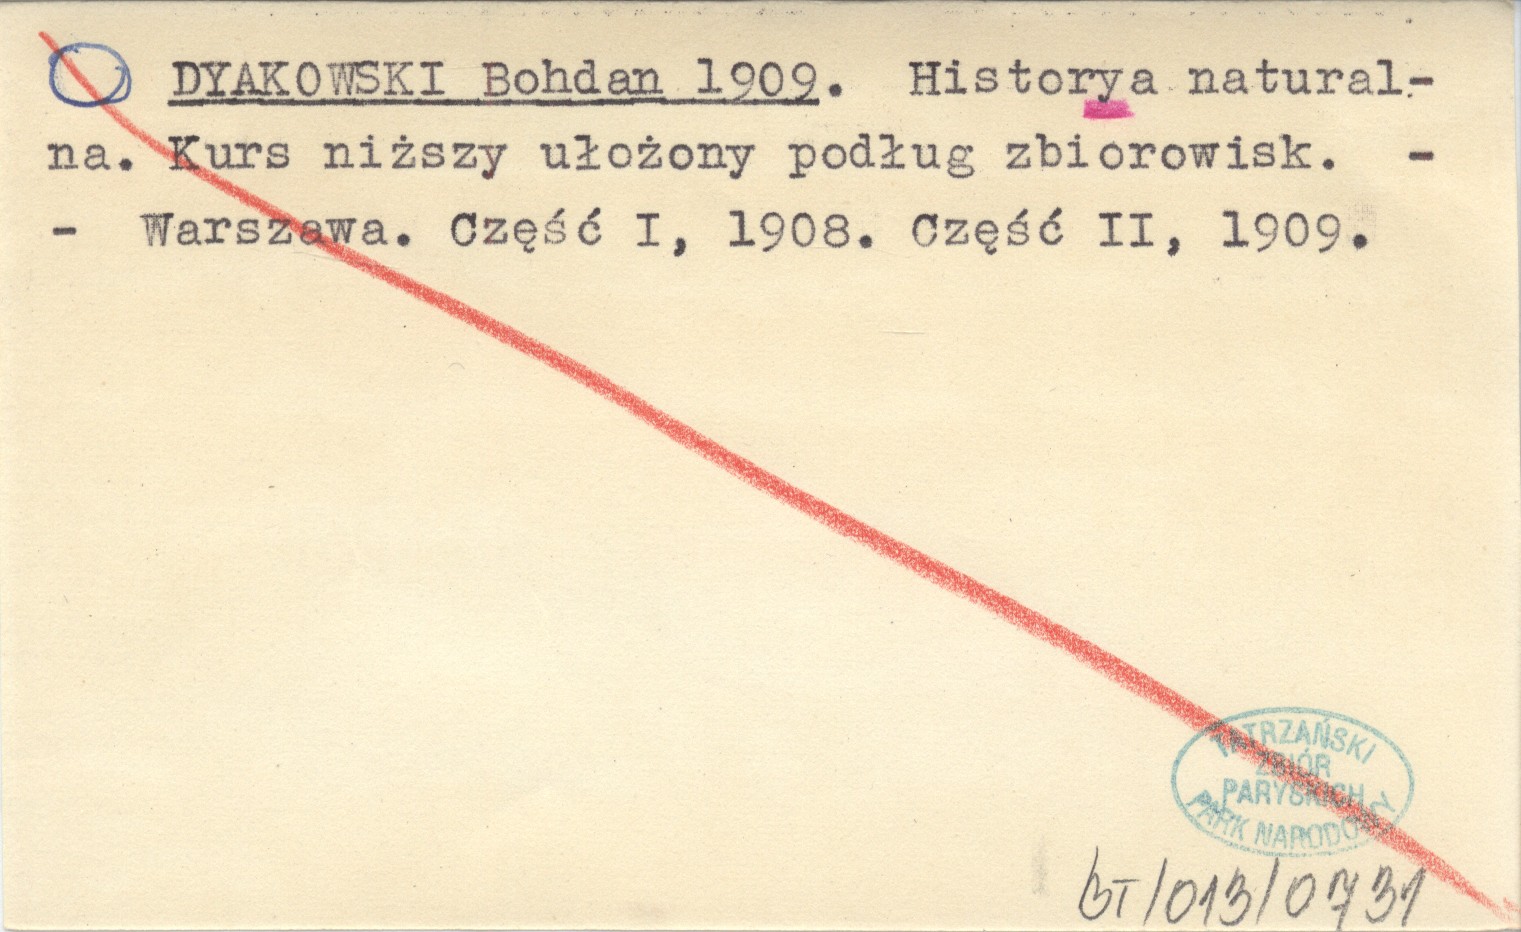 DYAKOWSKI Bohdan 1909. Historya natural-
na. Kurs niższy ułożony podług zbiorowisk. -
- Warszawa. Część I, 1908. Część II, 1909.
TATRZAŃSKI
ZBIÓR
PARYSKICH
PARK NARODOWY
BT/013/0731